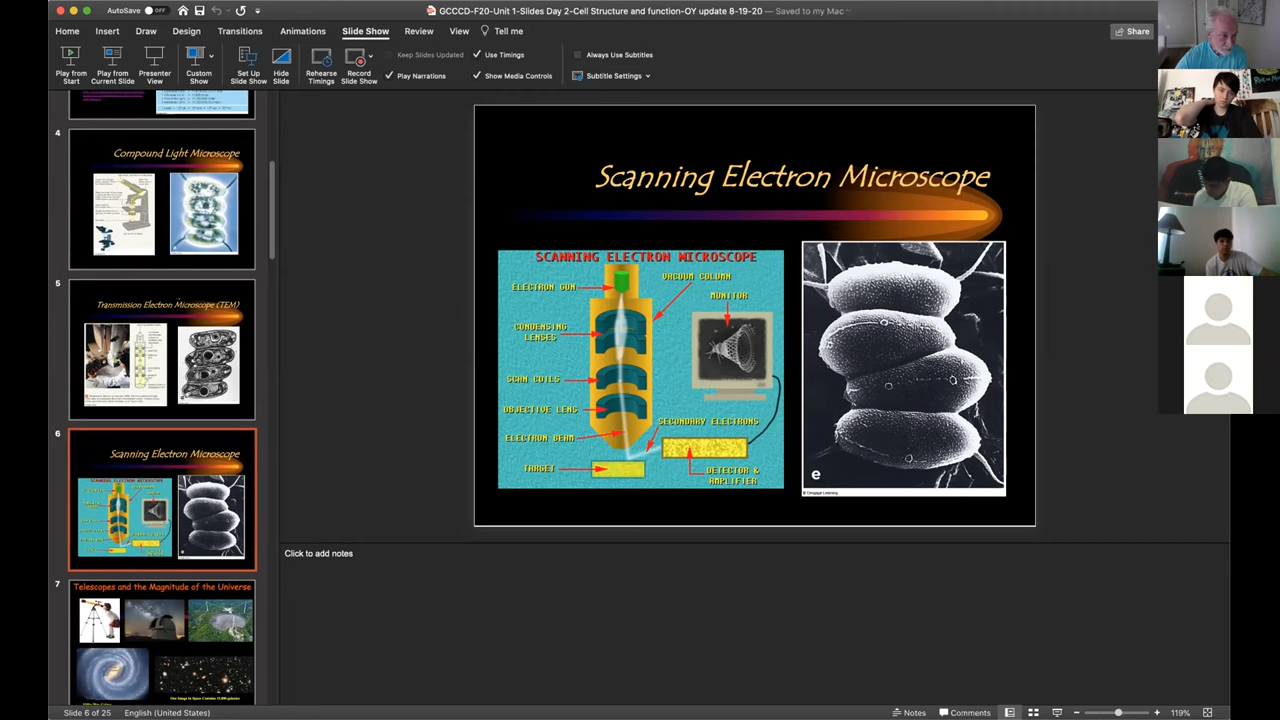 AutoSave OFF
GCCCD-F20-Unit 1-Slides Day 2-Cell Structure and function-OY update 8-19-20 — Saved to my Mac
Home Insert Draw Design Transitions Animations Slide Show Review View Tell me
Share
Play from Start
Play from Current Slide
Presenter View
Custom Show
Set Up Slide Show
Hide Slide
Rehearse Timings
Record Slide Show
Keep Slides Updated
Use Timings
Always Use Subtitles
Play Narrations
Show Media Controls
Subtitle Settings
4
Compound Light Microscope
5
Transmission Electron Microscope (TEM)
6
Scanning Electron Microscope
SCANNING ELECTRON MICROSCOPE
7
Telescopes and the Magnitude of the Universe
Scanning Electron Microscope
SCANNING ELECTRON MICROSCOPE
VACUUM COLUMN
ELECTRON GUN
MONITOR
CONDENSING LENSES
SCAN COILS
OBJECTIVE LENS
SECONDARY ELECTRONS
ELECTRON BEAM
TARGET
DETECTOR & AMPLIFIER
e
© Cengage Learning
Click to add notes
Slide 6 of 25 English (United States)
Notes Comments
119%